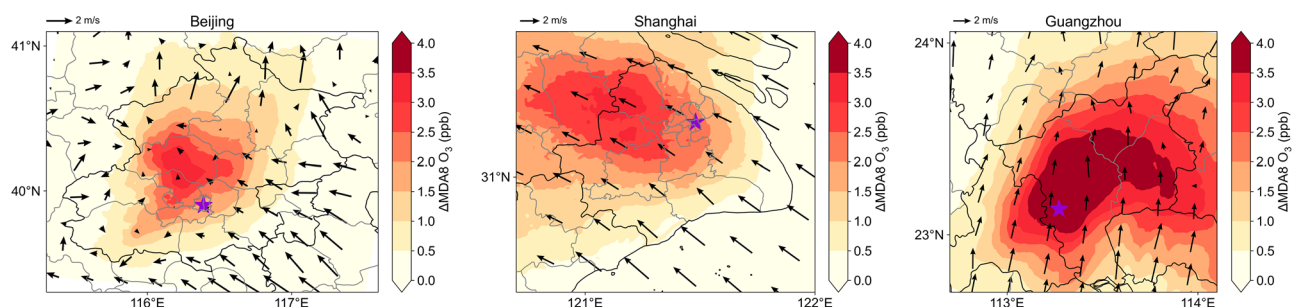 2 m/s
Beijing
41°N
40°N
116°E
117°E
4.0
3.5
3.0
2.5
2.0
1.5
1.0
0.5
0.0
ΔMDA8 O3 (ppb)
2 m/s
Shanghai
31°N
121°E
122°E
4.0
3.5
3.0
2.5
2.0
1.5
1.0
0.5
0.0
ΔMDA8 O3 (ppb)
2 m/s
Guangzhou
24°N
23°N
113°E
114°E
4.0
3.5
3.0
2.5
2.0
1.5
1.0
0.5
0.0
ΔMDA8 O3 (ppb)